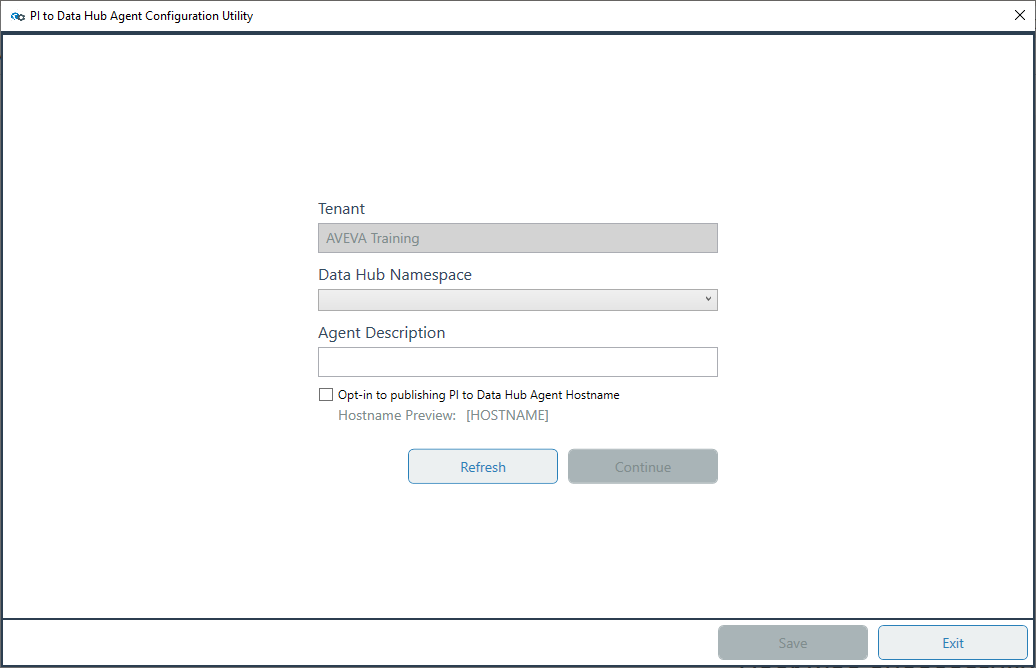 PI to Data Hub Agent Configuration Utility
Tenant
AVEVA Training
Data Hub Namespace
Agent Description
Opt-in to publishing PI to Data Hub Agent Hostname
Hostname Preview: [HOSTNAME]
Refresh
Continue
Save
Exit